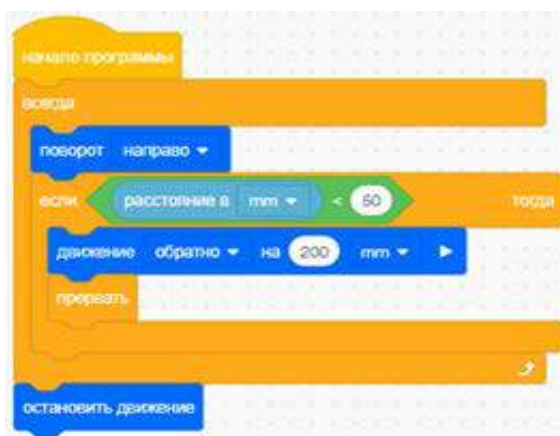 начало программы
всегда
поворот направо
если расстояние в mm < 50 тогда
движение обратно на 200 mm
прервать
остановить движение